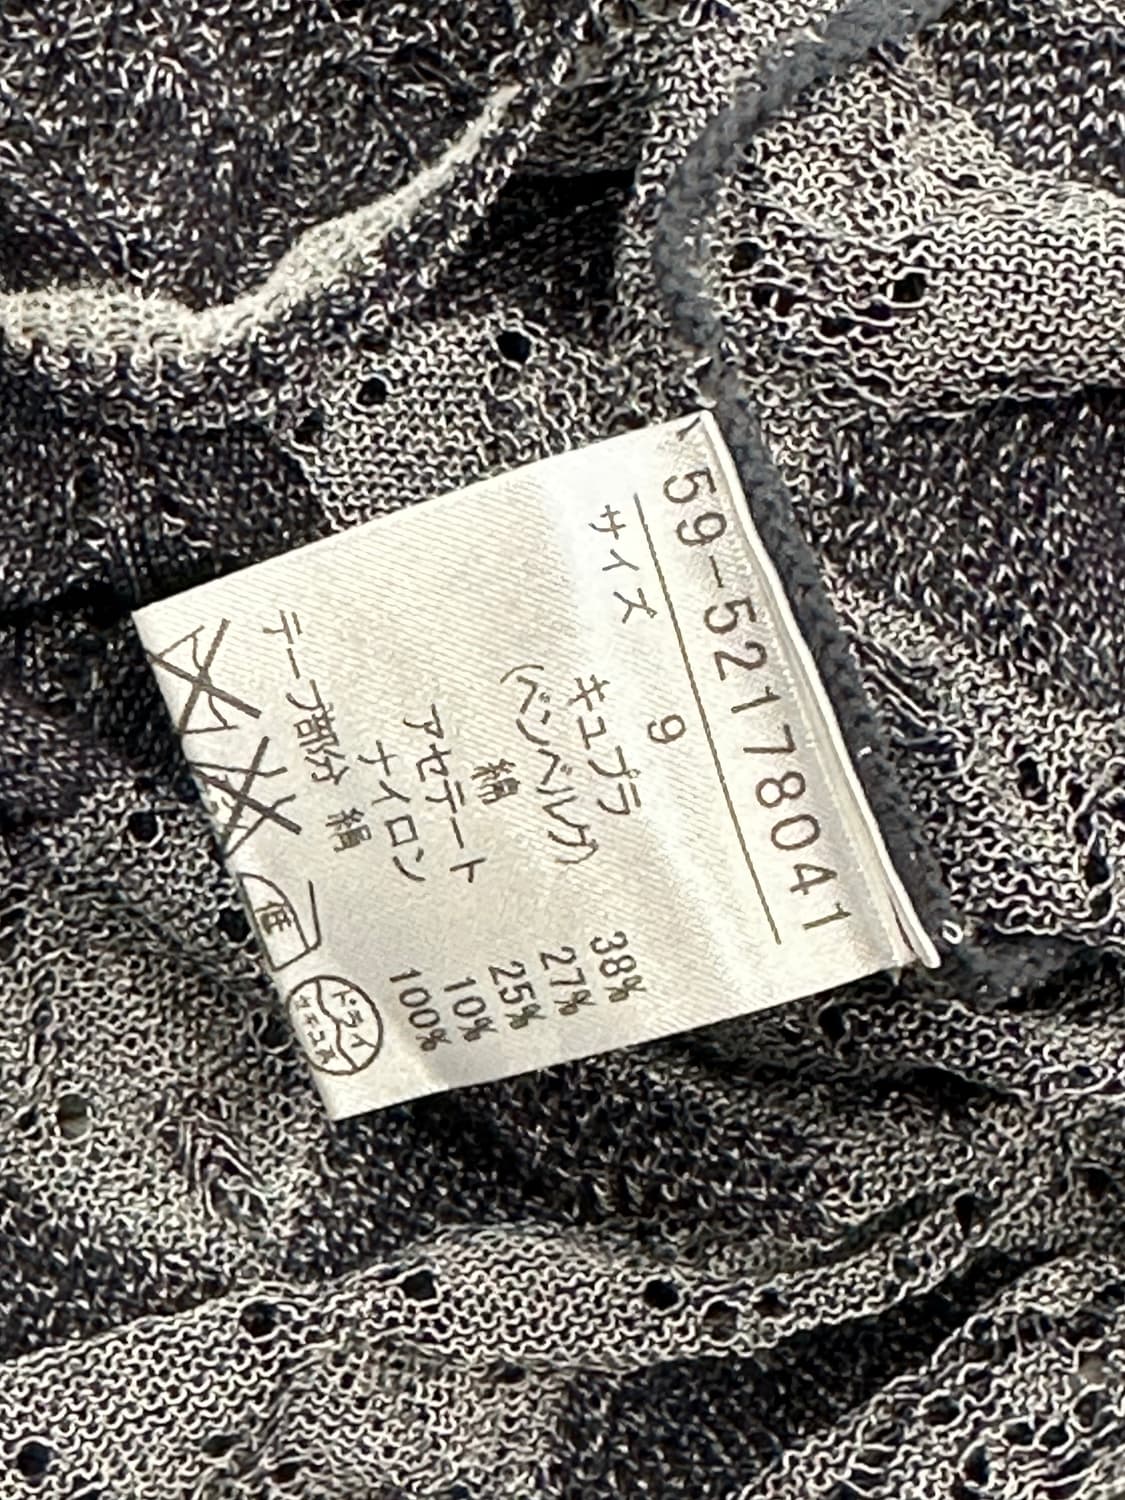 59-5217804 1
サイズ 9
キュプラ 38%
(ベンベルグ)
絹 27%
アセテート 25%
ナイロン 10%
テープ部分 絹 100%
低
ドライ
セキユ系